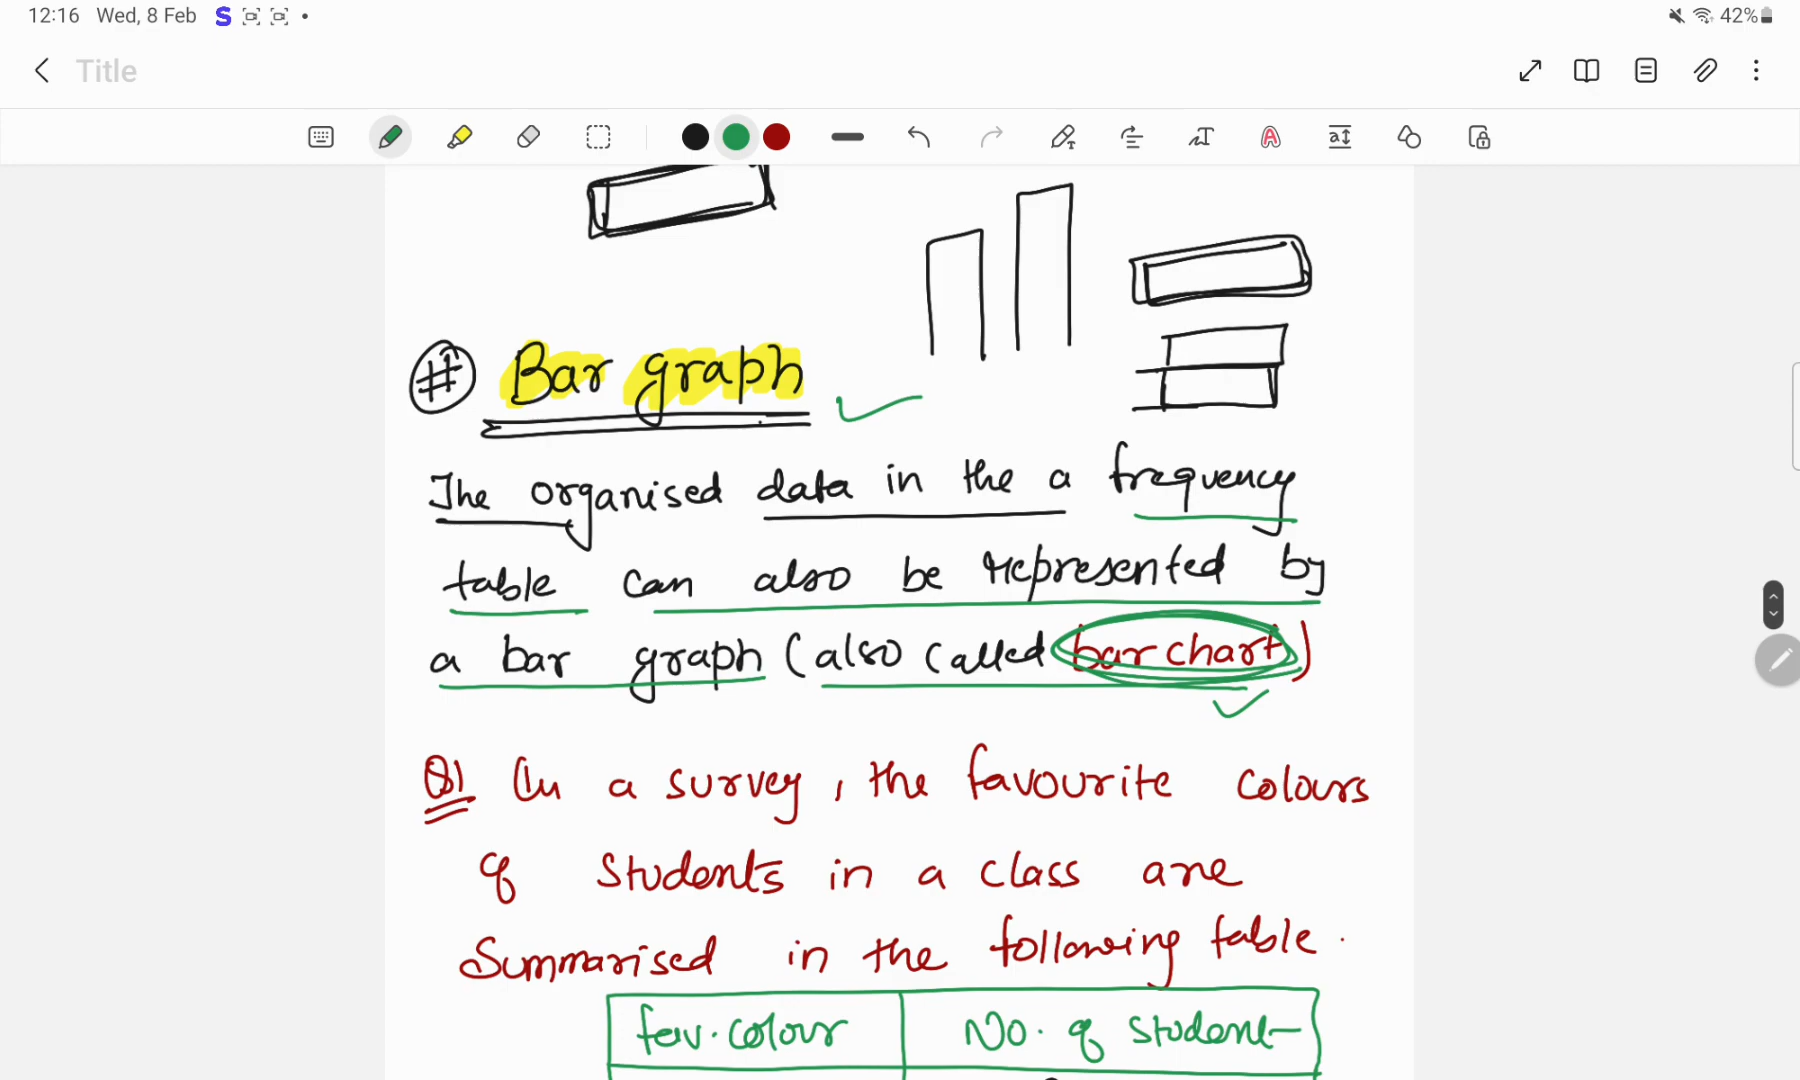 12:16 Wed, 8 Feb
42%
Title
# Bar graph
The organised data in the a frequency
table can also be represented by
a bar graph (also called bar chart)
Q1 In a survey, the favourite colours
of students in a class are
Summarised in the following table.
fav. colour No. of student